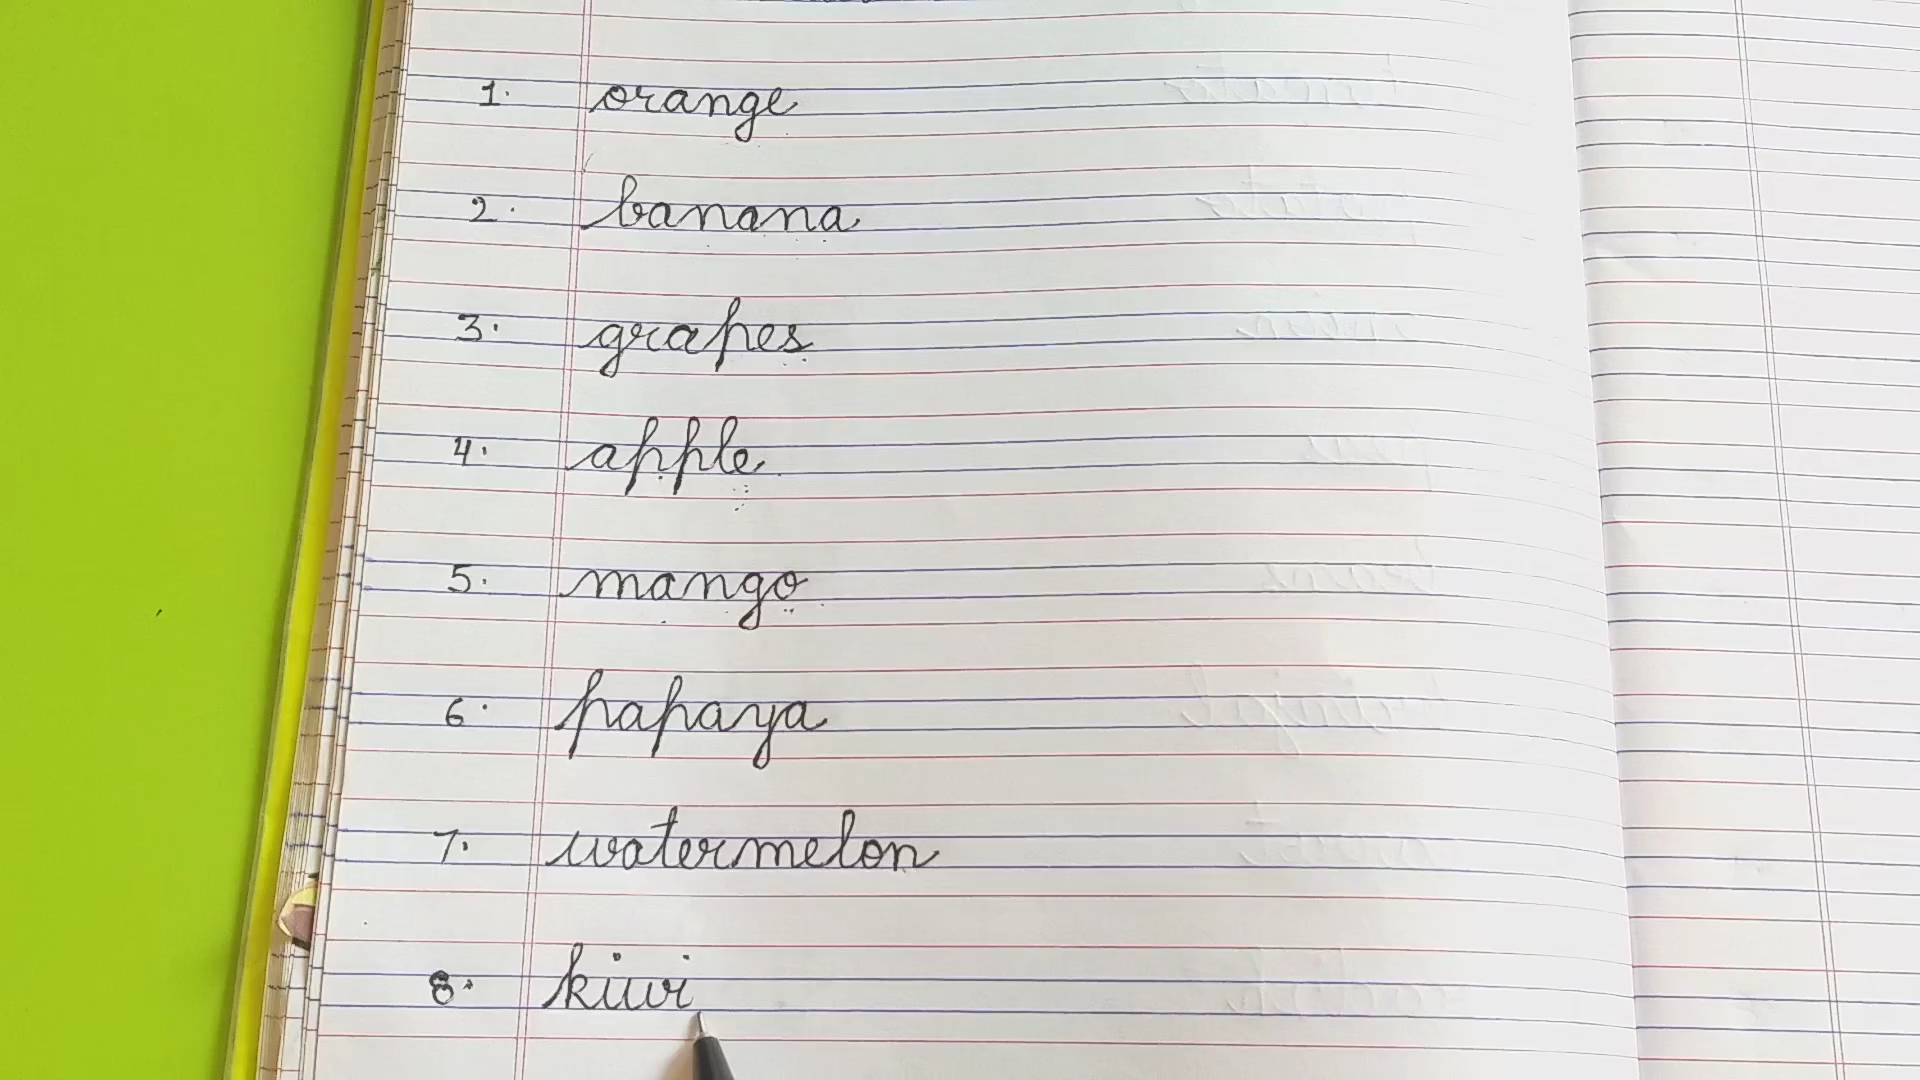 1. orange
2. banana
3. grapes
4. apple
5. mango
6. papaya
7. watermelon
8. kiwi